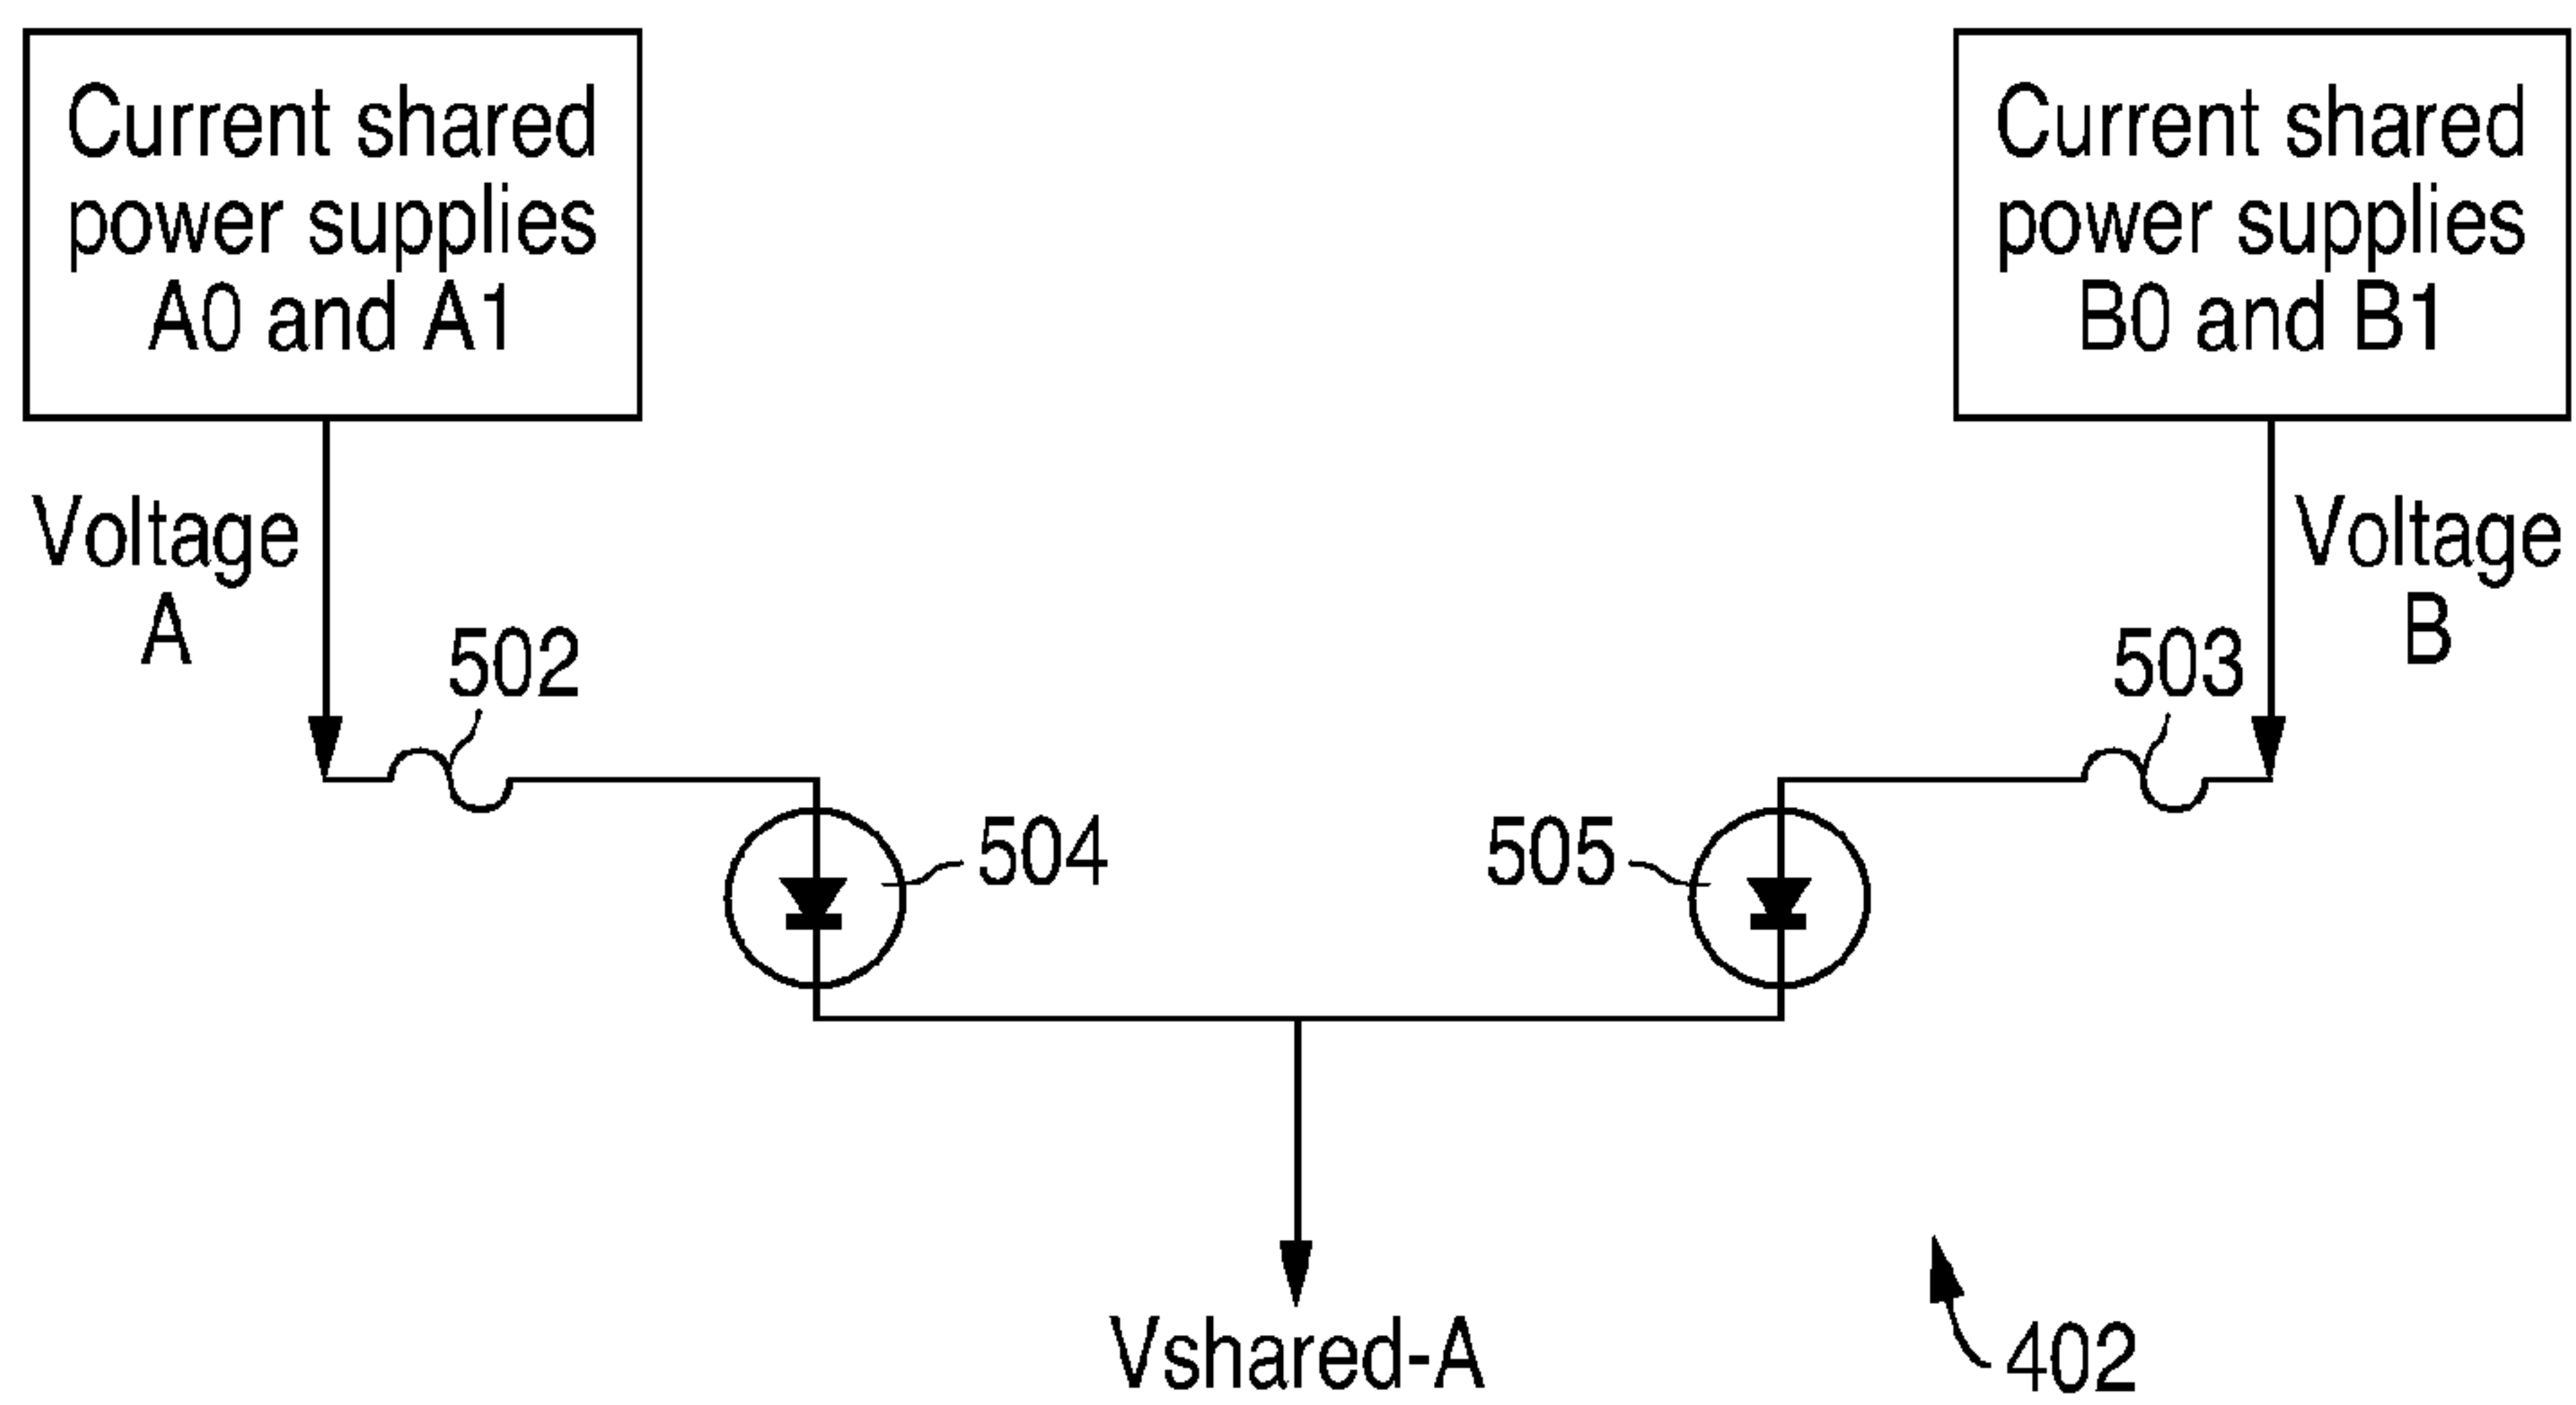 Current shared
power supplies
A0 and A1
Current shared
power supplies
B0 and B1
Voltage
A
Voltage
B
502
503
504
505
Vshared-A
402